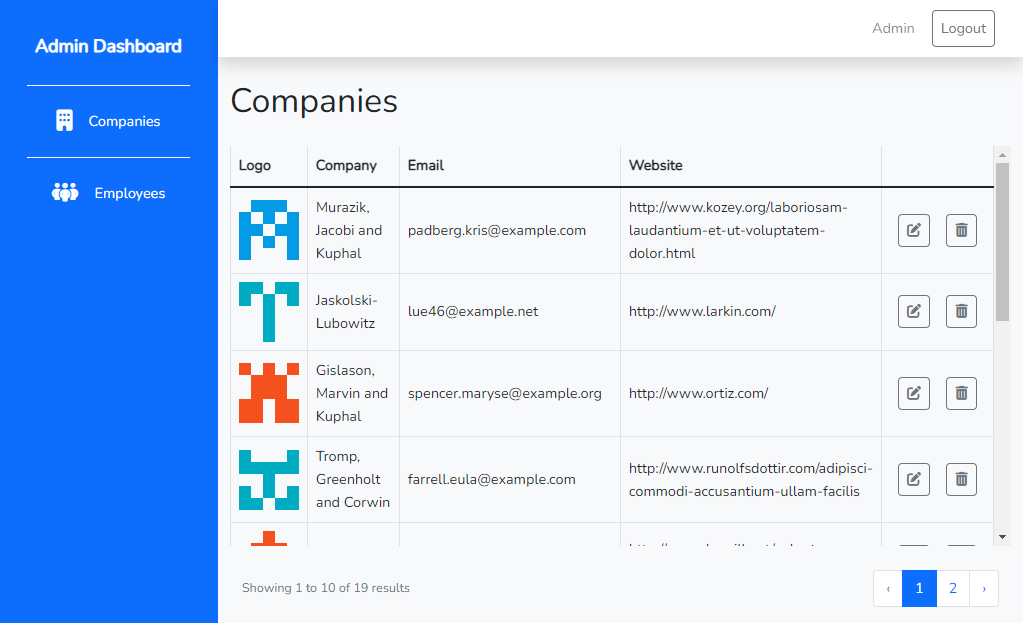 Admin Dashboard
Companies
Employees
Admin
Logout
Companies
Logo
Company
Email
Website
Murazik,
Jacobi and
Kuphal
padberg.kris@example.com
http://www.kozey.org/laboriosam-
laudantium-et-ut-voluptatem-
dolor.html
Jaskolski-
Lubowitz
lue46@example.net
http://www.larkin.com/
Gislason,
Marvin and
Kuphal
spencer.maryse@example.org
http://www.ortiz.com/
Tromp,
Greenholt
and Corwin
farrell.eula@example.com
http://www.runolfsdottir.com/adipisci-
commodi-accusantium-ullam-facilis
Showing 1 to 10 of 19 results
‹
1
2
›